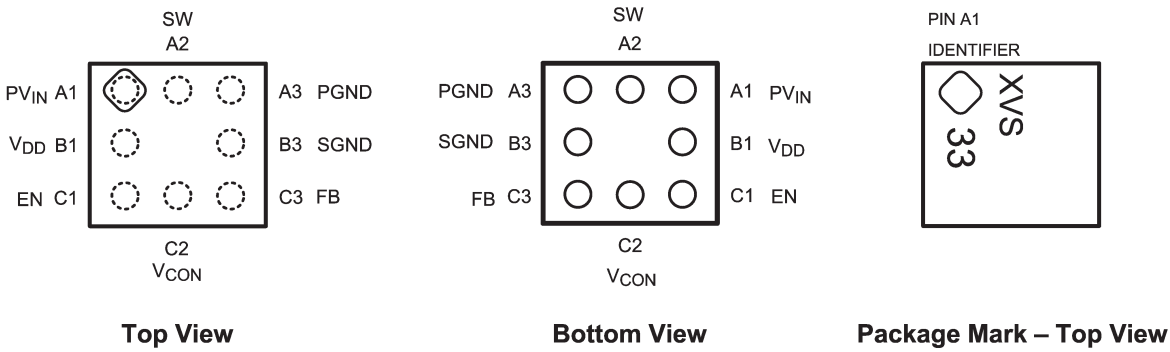 SW
A2
PVIN A1
A3 PGND
VDD B1
B3 SGND
EN C1
C3 FB
C2
VCON
Top View
SW
A2
PGND A3
A1 PVIN
SGND B3
B1 VDD
FB C3
C1 EN
C2
VCON
Bottom View
PIN A1
IDENTIFIER
XVS
33
Package Mark – Top View